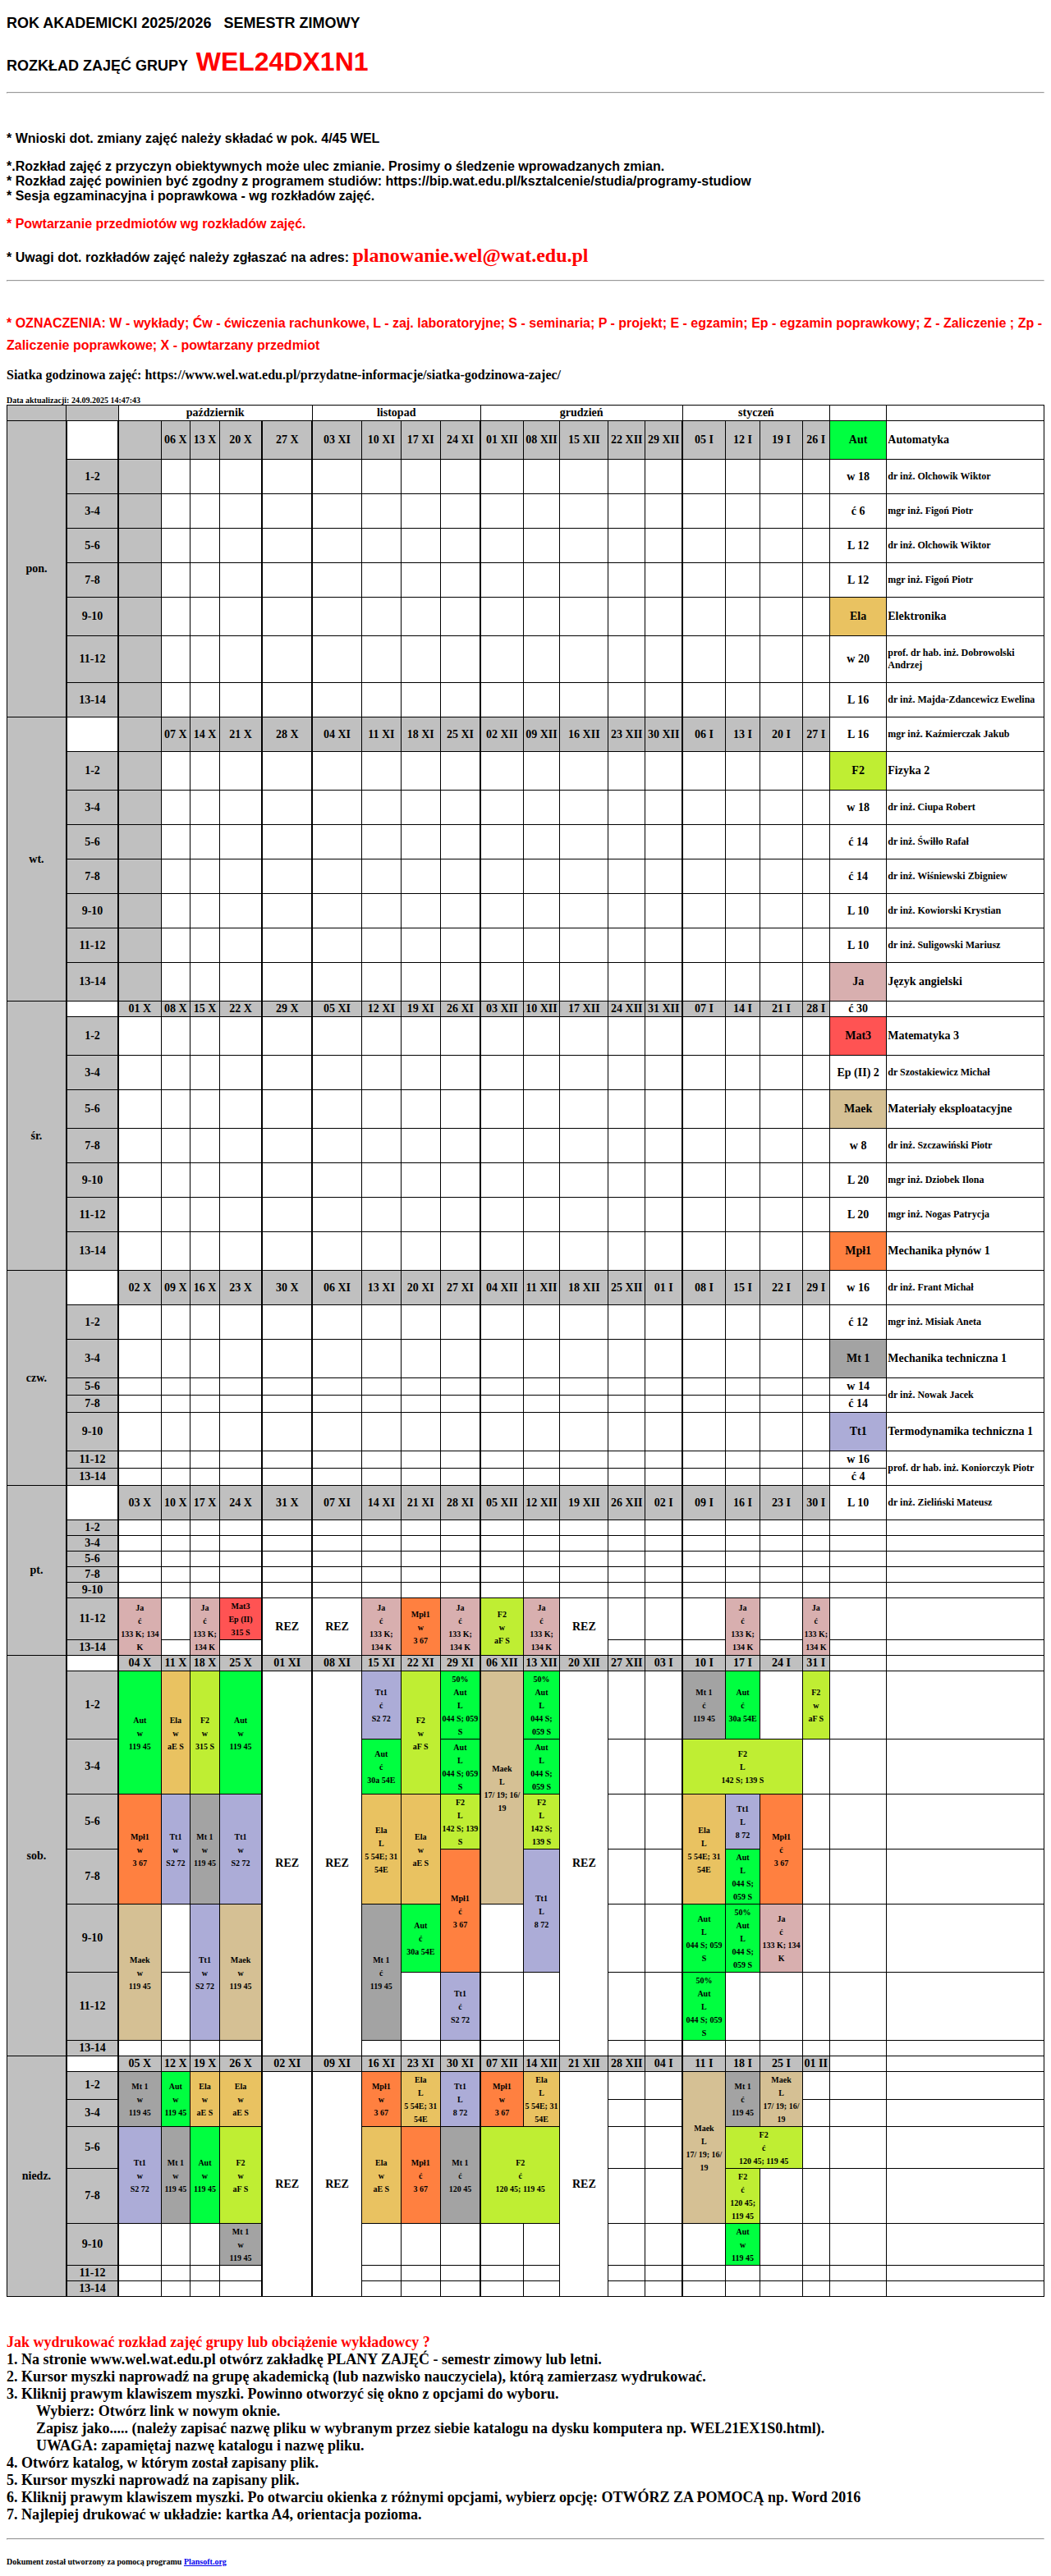 ROK AKADEMICKI 2025/2026 SEMESTR ZIMOWY
ROZKŁAD ZAJĘĆ GRUPY WEL24DX1N1
* Wnioski dot. zmiany zajęć należy składać w pok. 4/45 WEL
*.Rozkład zajęć z przyczyn obiektywnych może ulec zmianie. Prosimy o śledzenie wprowadzanych zmian.
* Rozkład zajęć powinien być zgodny z programem studiów: https://bip.wat.edu.pl/ksztalcenie/studia/programy-studiow
* Sesja egzaminacyjna i poprawkowa - wg rozkładów zajęć.
* Powtarzanie przedmiotów wg rozkładów zajęć.
* Uwagi dot. rozkładów zajęć należy zgłaszać na adres: planowanie.wel@wat.edu.pl
* OZNACZENIA: W - wykłady; Ćw - ćwiczenia rachunkowe, L - zaj. laboratoryjne; S - seminaria; P - projekt; E - egzamin; Ep - egzamin poprawkowy; Z - Zaliczenie ; Zp -
Zaliczenie poprawkowe; X - powtarzany przedmiot
Siatka godzinowa zajęć: https://www.wel.wat.edu.pl/przydatne-informacje/siatka-godzinowa-zajec/
Data aktualizacji: 24.09.2025 14:47:43
październik listopad grudzień styczeń
pon. 06 X 13 X 20 X 27 X 03 XI 10 XI 17 XI 24 XI 01 XII 08 XII 15 XII 22 XII 29 XII 05 I 12 I 19 I 26 I Aut Automatyka
1-2 w 18 dr inż. Olchowik Wiktor
3-4 ć 6 mgr inż. Figoń Piotr
5-6 L 12 dr inż. Olchowik Wiktor
7-8 L 12 mgr inż. Figoń Piotr
9-10 Ela Elektronika
11-12 w 20 prof. dr hab. inż. Dobrowolski Andrzej
13-14 L 16 dr inż. Majda-Zdancewicz Ewelina
wt. 07 X 14 X 21 X 28 X 04 XI 11 XI 18 XI 25 XI 02 XII 09 XII 16 XII 23 XII 30 XII 06 I 13 I 20 I 27 I L 16 mgr inż. Kaźmierczak Jakub
1-2 F2 Fizyka 2
3-4 w 18 dr inż. Ciupa Robert
5-6 ć 14 dr inż. Świłło Rafał
7-8 ć 14 dr inż. Wiśniewski Zbigniew
9-10 L 10 dr inż. Kowiorski Krystian
11-12 L 10 dr inż. Suligowski Mariusz
13-14 Ja Język angielski
śr. 01 X 08 X 15 X 22 X 29 X 05 XI 12 XI 19 XI 26 XI 03 XII 10 XII 17 XII 24 XII 31 XII 07 I 14 I 21 I 28 I ć 30
1-2 Mat3 Matematyka 3
3-4 Ep (II) 2 dr Szostakiewicz Michał
5-6 Maek Materiały eksploatacyjne
7-8 w 8 dr inż. Szczawiński Piotr
9-10 L 20 mgr inż. Dziobek Ilona
11-12 L 20 mgr inż. Nogas Patrycja
13-14 Mpł1 Mechanika płynów 1
czw. 02 X 09 X 16 X 23 X 30 X 06 XI 13 XI 20 XI 27 XI 04 XII 11 XII 18 XII 25 XII 01 I 08 I 15 I 22 I 29 I w 16 dr inż. Frant Michał
1-2 ć 12 mgr inż. Misiak Aneta
3-4 Mt 1 Mechanika techniczna 1
5-6 w 14 dr inż. Nowak Jacek
7-8 ć 14
9-10 Tt1 Termodynamika techniczna 1
11-12 w 16 prof. dr hab. inż. Koniorczyk Piotr
13-14 ć 4
pt. 03 X 10 X 17 X 24 X 31 X 07 XI 14 XI 21 XI 28 XI 05 XII 12 XII 19 XII 26 XII 02 I 09 I 16 I 23 I 30 I L 10 dr inż. Zieliński Mateusz
1-2
3-4
5-6
7-8
9-10
11-12 Ja ć 133 K; 134 K Ja ć 133 K; 134 K Mat3 Ep (II) 315 S REZ REZ Ja ć 133 K; 134 K Mpł1 w 3 67 Ja ć 133 K; 134 K F2 w aF S Ja ć 133 K; 134 K REZ Ja ć 133 K; 134 K Ja ć 133 K; 134 K
13-14
sob. 04 X 11 X 18 X 25 X 01 XI 08 XI 15 XI 22 XI 29 XI 06 XII 13 XII 20 XII 27 XII 03 I 10 I 17 I 24 I 31 I
1-2 Aut w 119 45 Ela w aE S F2 w 315 S Aut w 119 45 REZ REZ Tt1 ć S2 72 F2 w aF S 50% Aut L 044 S; 059 S Maek L 17/ 19; 16/ 19 50% Aut L 044 S; 059 S REZ Mt 1 ć 119 45 Aut ć 30a 54E F2 w aF S
3-4 Aut ć 30a 54E Aut L 044 S; 059 S Aut L 044 S; 059 S F2 L 142 S; 139 S
5-6 Mpł1 w 3 67 Tt1 w S2 72 Mt 1 w 119 45 Tt1 w S2 72 Ela L 5 54E; 31 54E Ela w aE S F2 L 142 S; 139 S F2 L 142 S; 139 S Ela L 5 54E; 31 54E Tt1 L 8 72 Mpł1 ć 3 67
7-8 Mpł1 ć 3 67 Tt1 L 8 72 Aut L 044 S; 059 S
9-10 Maek w 119 45 Tt1 w S2 72 Maek w 119 45 Mt 1 ć 119 45 Aut ć 30a 54E Aut L 044 S; 059 S 50% Aut L 044 S; 059 S Ja ć 133 K; 134 K
11-12 Tt1 ć S2 72 50% Aut L 044 S; 059 S
13-14
niedz. 05 X 12 X 19 X 26 X 02 XI 09 XI 16 XI 23 XI 30 XI 07 XII 14 XII 21 XII 28 XII 04 I 11 I 18 I 25 I 01 II
1-2 Mt 1 w 119 45 Aut w 119 45 Ela w aE S Ela w aE S REZ REZ Mpł1 w 3 67 Ela L 5 54E; 31 54E Tt1 L 8 72 Mpł1 w 3 67 Ela L 5 54E; 31 54E REZ Maek L 17/ 19; 16/ 19 Mt 1 ć 119 45 Maek L 17/ 19; 16/ 19
3-4
5-6 Tt1 w S2 72 Mt 1 w 119 45 Aut w 119 45 F2 w aF S Ela w aE S Mpł1 ć 3 67 Mt 1 ć 120 45 F2 ć 120 45; 119 45 F2 ć 120 45; 119 45
7-8 F2 ć 120 45; 119 45
9-10 Mt 1 w 119 45 Aut w 119 45
11-12
13-14
Jak wydrukować rozkład zajęć grupy lub obciążenie wykładowcy ?
1. Na stronie www.wel.wat.edu.pl otwórz zakładkę PLANY ZAJĘĆ - semestr zimowy lub letni.
2. Kursor myszki naprowadź na grupę akademicką (lub nazwisko nauczyciela), którą zamierzasz wydrukować.
3. Kliknij prawym klawiszem myszki. Powinno otworzyć się okno z opcjami do wyboru.
Wybierz: Otwórz link w nowym oknie.
Zapisz jako..... (należy zapisać nazwę pliku w wybranym przez siebie katalogu na dysku komputera np. WEL21EX1S0.html).
UWAGA: zapamiętaj nazwę katalogu i nazwę pliku.
4. Otwórz katalog, w którym został zapisany plik.
5. Kursor myszki naprowadź na zapisany plik.
6. Kliknij prawym klawiszem myszki. Po otwarciu okienka z różnymi opcjami, wybierz opcję: OTWÓRZ ZA POMOCĄ np. Word 2016
7. Najlepiej drukować w układzie: kartka A4, orientacja pozioma.
Dokument został utworzony za pomocą programu Plansoft.org